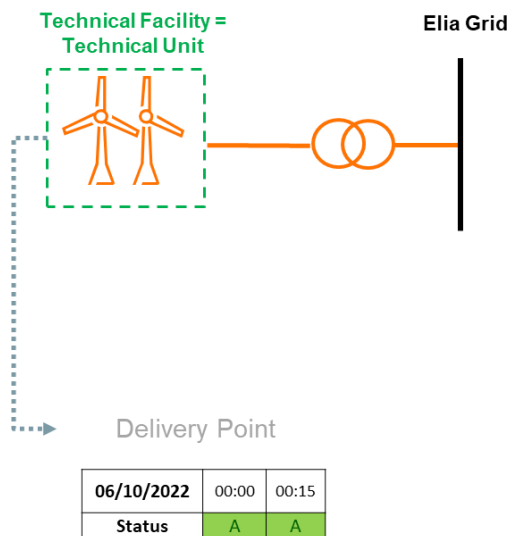 Technical Facility =
Technical Unit
Elia Grid
Delivery Point
06/10/2022 00:00 00:15
Status A A